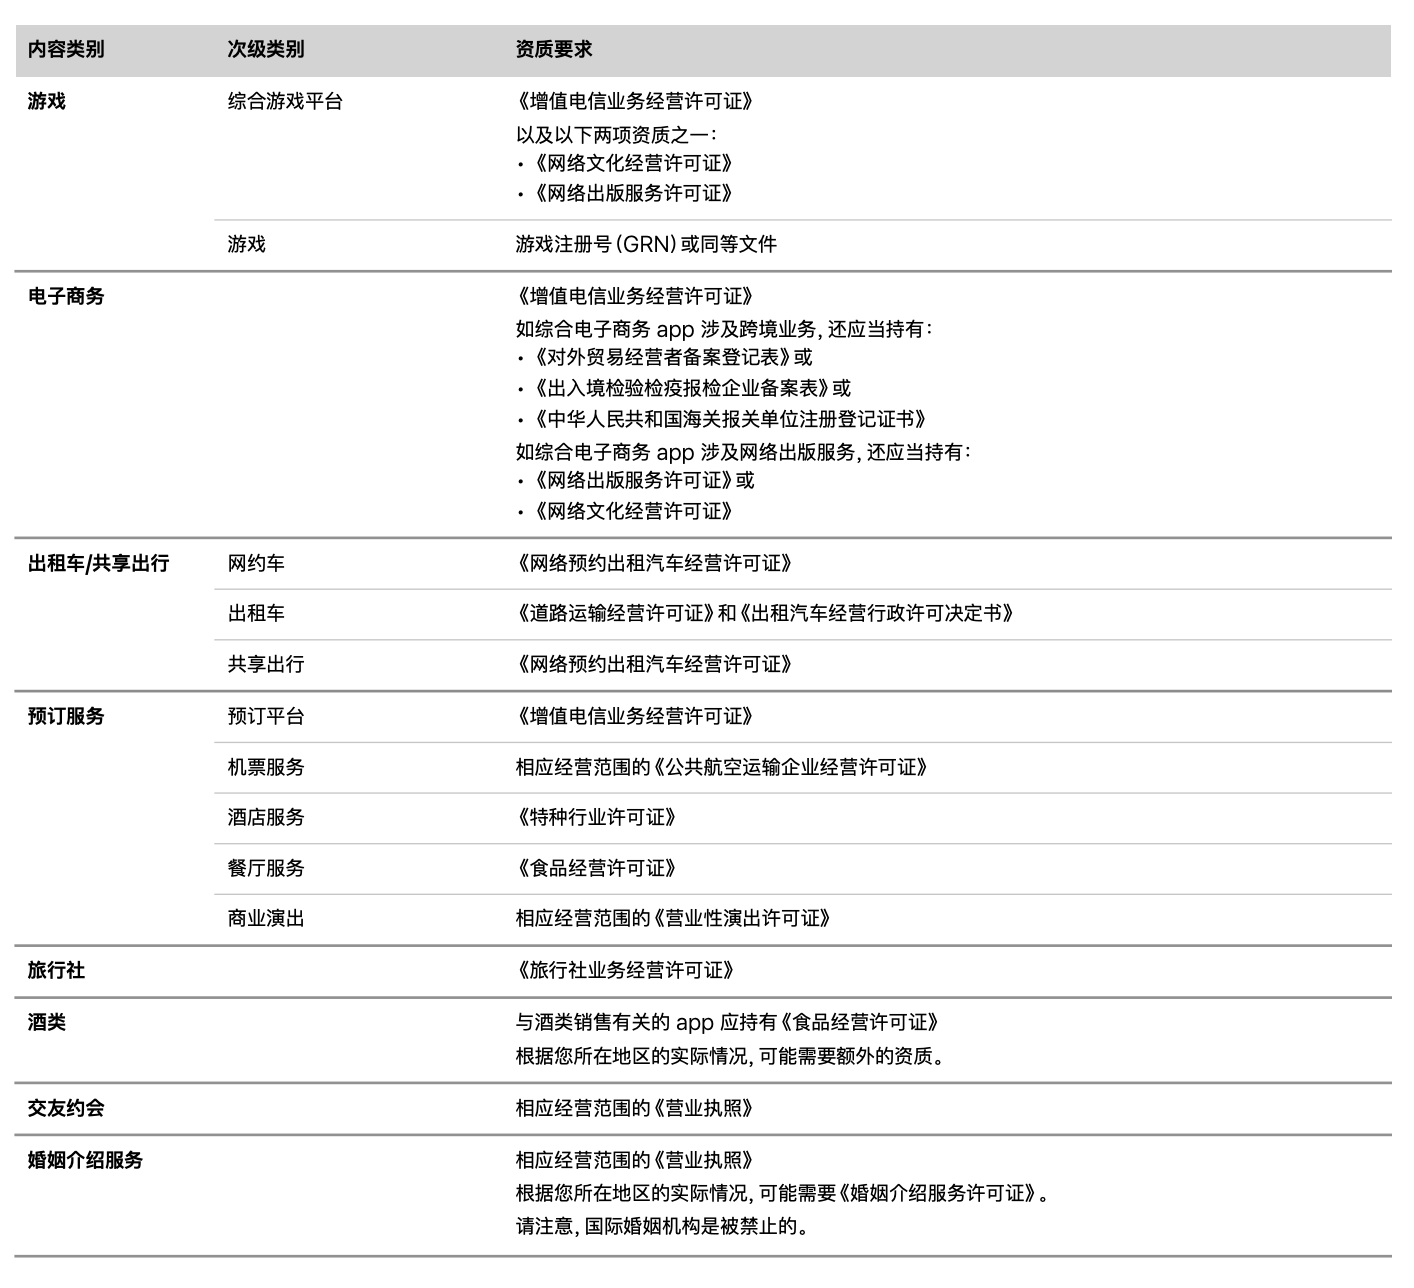 内容类别 次级类别 资质要求
游戏 综合游戏平台 《增值电信业务经营许可证》
以及以下两项资质之一：
• 《网络文化经营许可证》
• 《网络出版服务许可证》
游戏 游戏注册号（GRN）或同等文件
电子商务 《增值电信业务经营许可证》
如综合电子商务 app 涉及跨境业务，还应当持有：
• 《对外贸易经营者备案登记表》或
• 《出入境检验检疫报检企业备案表》或
• 《中华人民共和国海关报关单位注册登记证书》
如综合电子商务 app 涉及网络出版服务，还应当持有：
• 《网络出版服务许可证》或
• 《网络文化经营许可证》
出租车/共享出行 网约车 《网络预约出租汽车经营许可证》
出租车 《道路运输经营许可证》和《出租汽车经营行政许可决定书》
共享出行 《网络预约出租汽车经营许可证》
预订服务 预订平台 《增值电信业务经营许可证》
机票服务 相应经营范围的《公共航空运输企业经营许可证》
酒店服务 《特种行业许可证》
餐厅服务 《食品经营许可证》
商业演出 相应经营范围的《营业性演出许可证》
旅行社 《旅行社业务经营许可证》
酒类 与酒类销售有关的 app 应持有《食品经营许可证》
根据您所在地区的实际情况，可能需要额外的资质。
交友约会 相应经营范围的《营业执照》
婚姻介绍服务 相应经营范围的《营业执照》
根据您所在地区的实际情况，可能需要《婚姻介绍服务许可证》。
请注意，国际婚姻机构是被禁止的。